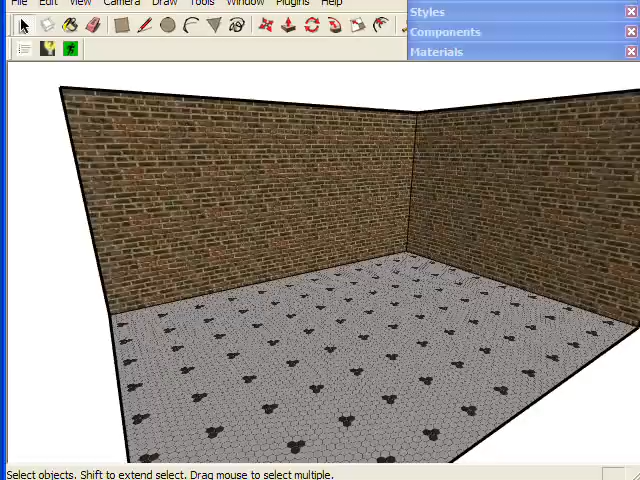 File Edit View Camera Draw Tools Window Plugins Help
Styles
Components
Materials
Select objects. Shift to extend select. Drag mouse to select multiple.